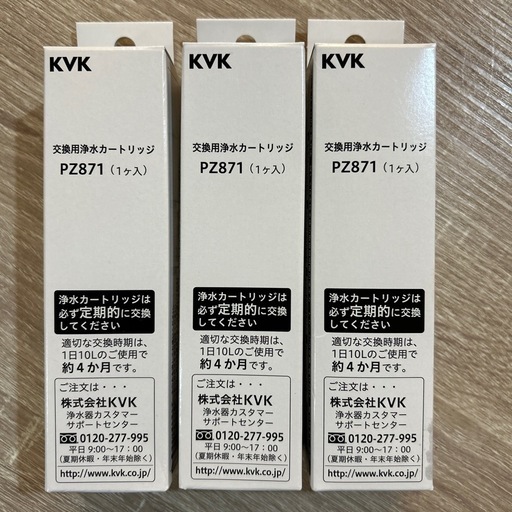 KVK
交換用浄水カートリッジ
PZ871（1ヶ入）
浄水カートリッジは
必ず定期的に交換
してください
適切な交換時期は、
1日10Lのご使用で
約4か月です。
ご注文は・・・
株式会社KVK
浄水器カスタマー
サポートセンター
0120-277-995
平日 9:00～17:00
（夏期休暇・年末年始除く）
http://www.kvk.co.jp/
KVK
交換用浄水カートリッジ
PZ871（1ヶ入）
浄水カートリッジは
必ず定期的に交換
してください
適切な交換時期は、
1日10Lのご使用で
約4か月です。
ご注文は・・・
株式会社KVK
浄水器カスタマー
サポートセンター
0120-277-995
平日 9:00～17:00
（夏期休暇・年末年始除く）
http://www.kvk.co.jp/
KVK
交換用浄水カートリッジ
PZ871（1ヶ入）
浄水カートリッジは
必ず定期的に交換
してください
適切な交換時期は、
1日10Lのご使用で
約4か月です。
ご注文は・・・
株式会社KVK
浄水器カスタマー
サポートセンター
0120-277-995
平日 9:00～17:00
（夏期休暇・年末年始除く）
http://www.kvk.co.jp/